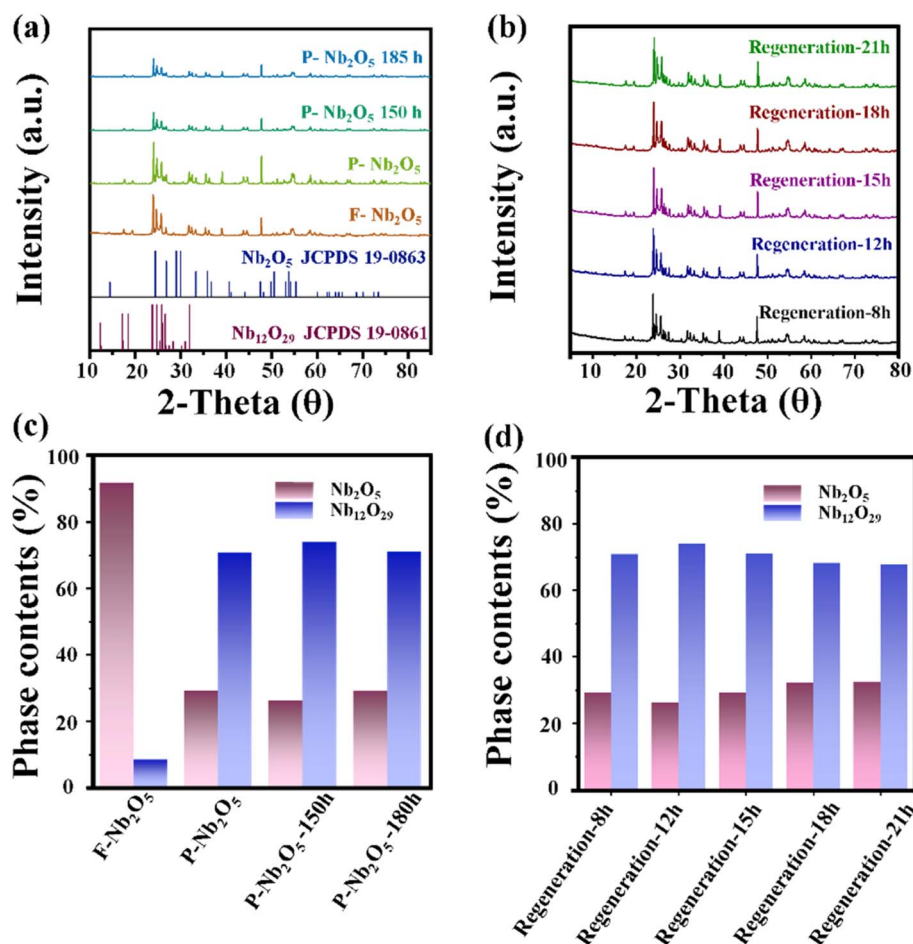 (a)
Intensity (a.u.)
P- Nb₂O₅ 185 h
P- Nb₂O₅ 150 h
P- Nb₂O₅
F- Nb₂O₅
Nb₂O₅ JCPDS 19-0863
Nb₁₂O₂₉ JCPDS 19-0861
10 20 30 40 50 60 70 80
2-Theta (θ)
(b)
Intensity (a.u.)
Regeneration-21h
Regeneration-18h
Regeneration-15h
Regeneration-12h
Regeneration-8h
10 20 30 40 50 60 70 80
2-Theta (θ)
(c)
Phase contents (%)
100
80
60
40
20
0
Nb₂O₅
Nb₁₂O₂₉
F-Nb₂O₅
P-Nb₂O₅
P-Nb₂O₅-150h
P-Nb₂O₅-180h
(d)
Phase contents (%)
100
80
60
40
20
0
Nb₂O₅
Nb₁₂O₂₉
Regeneration-8h
Regeneration-12h
Regeneration-15h
Regeneration-18h
Regeneration-21h